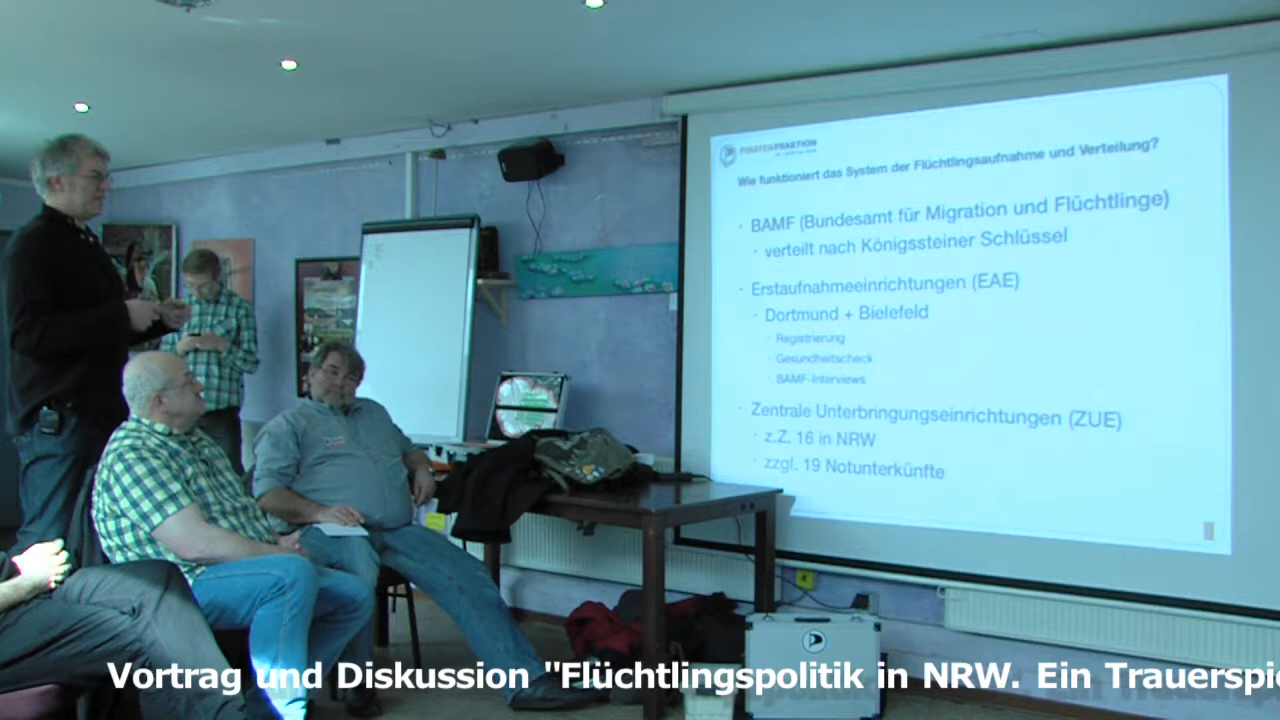 PIRATENFRAKTION
Wie funktioniert das System der Flüchtlingsaufnahme und Verteilung?
· BAMF (Bundesamt für Migration und Flüchtlinge)
· verteilt nach Königssteiner Schlüssel
· Erstaufnahmeeinrichtungen (EAE)
· Dortmund + Bielefeld
· Registrierung
· Gesundheitscheck
· BAMF-Interviews
· Zentrale Unterbringungseinrichtungen (ZUE)
· z.Z. 16 in NRW
· zzgl. 19 Notunterkünfte
Vortrag und Diskussion "Flüchtlingspolitik in NRW. Ein Trauerspie